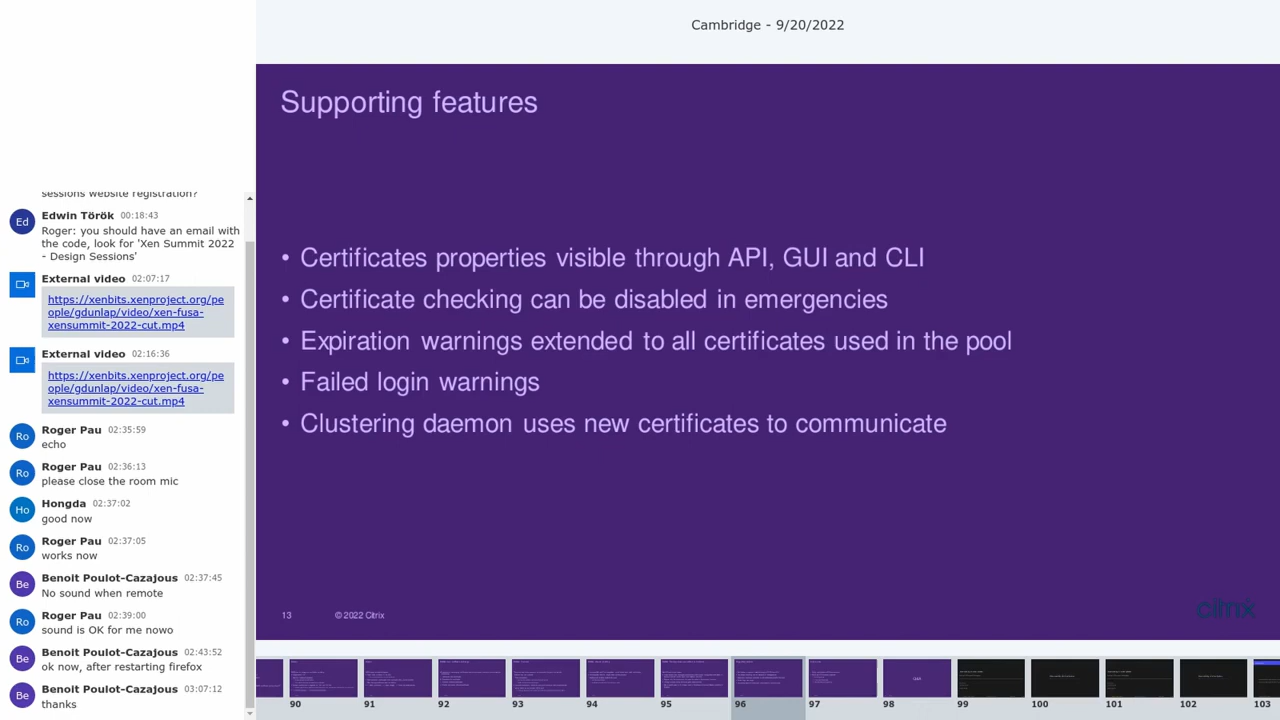 Cambridge - 9/20/2022
sessions website registration?
Edwin Török 00:18:43
Roger: you should have an email with
the code, look for 'Xen Summit 2022
- Design Sessions'
External video 02:07:17
https://xenbits.xenproject.org/pe
ople/gdunlap/video/xen-fusa-
xensummit-2022-cut.mp4
External video 02:16:36
https://xenbits.xenproject.org/pe
ople/gdunlap/video/xen-fusa-
xensummit-2022-cut.mp4
Ro Roger Pau 02:35:59
echo
Ro Roger Pau 02:36:13
please close the room mic
Ho Hongda 02:37:02
good now
Ro Roger Pau 02:37:05
works now
Be Benoit Poulot-Cazajous 02:37:45
No sound when remote
Ro Roger Pau 02:39:00
sound is OK for me nowo
Be Benoit Poulot-Cazajous 02:43:52
ok now, after restarting firefox
Be Benoit Poulot-Cazajous 03:07:12
thanks
Supporting features
• Certificates properties visible through API, GUI and CLI
• Certificate checking can be disabled in emergencies
• Expiration warnings extended to all certificates used in the pool
• Failed login warnings
• Clustering daemon uses new certificates to communicate
13 © 2022 Citrix
citrix
90 91 92 93 94 95 96 97 98 99 100 101 102 103